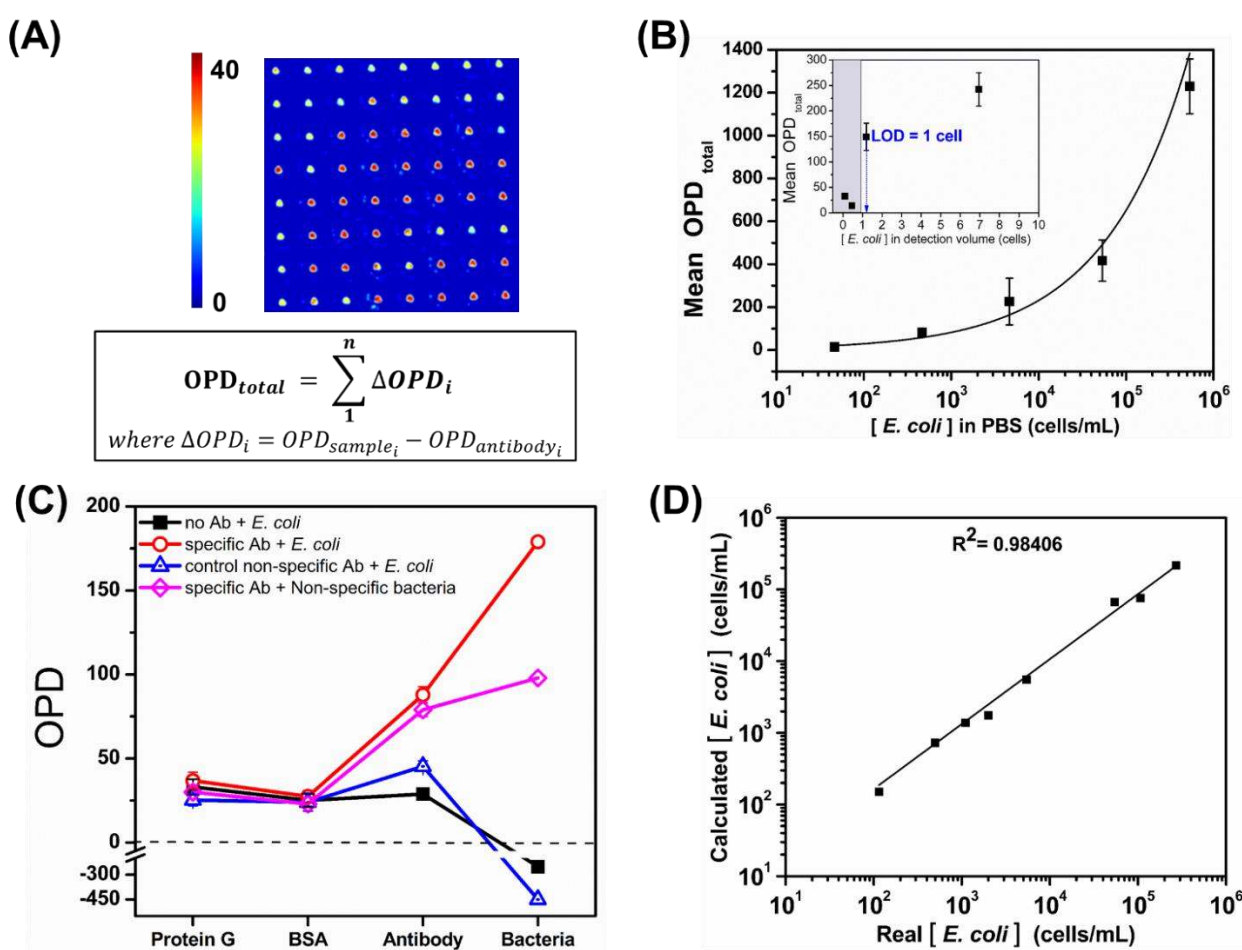 (A)
40
0
OPD_total = ∑_1^n ΔOPD_i
where ΔOPD_i = OPD_sample_i − OPD_antibody_i
(B)
1400
1200
1000
800
600
400
200
0
Mean OPD_total
10^1 10^2 10^3 10^4 10^5 10^6
[ E. coli ] in PBS (cells/mL)
300
250
200
150
100
50
0
Mean OPD_total
LOD = 1 cell
0 1 2 3 4 5 6 7 8 9 10
[ E. coli ] in detection volume (cells)
(C)
200
150
100
50
0
-300
-450
OPD
no Ab + E. coli
specific Ab + E. coli
control non-specific Ab + E. coli
specific Ab + Non-specific bacteria
Protein G BSA Antibody Bacteria
(D)
10^6
10^5
10^4
10^3
10^2
10^1
Calculated [ E. coli ] (cells/mL)
R^2= 0.98406
10^1 10^2 10^3 10^4 10^5 10^6
Real [ E. coli ] (cells/mL)